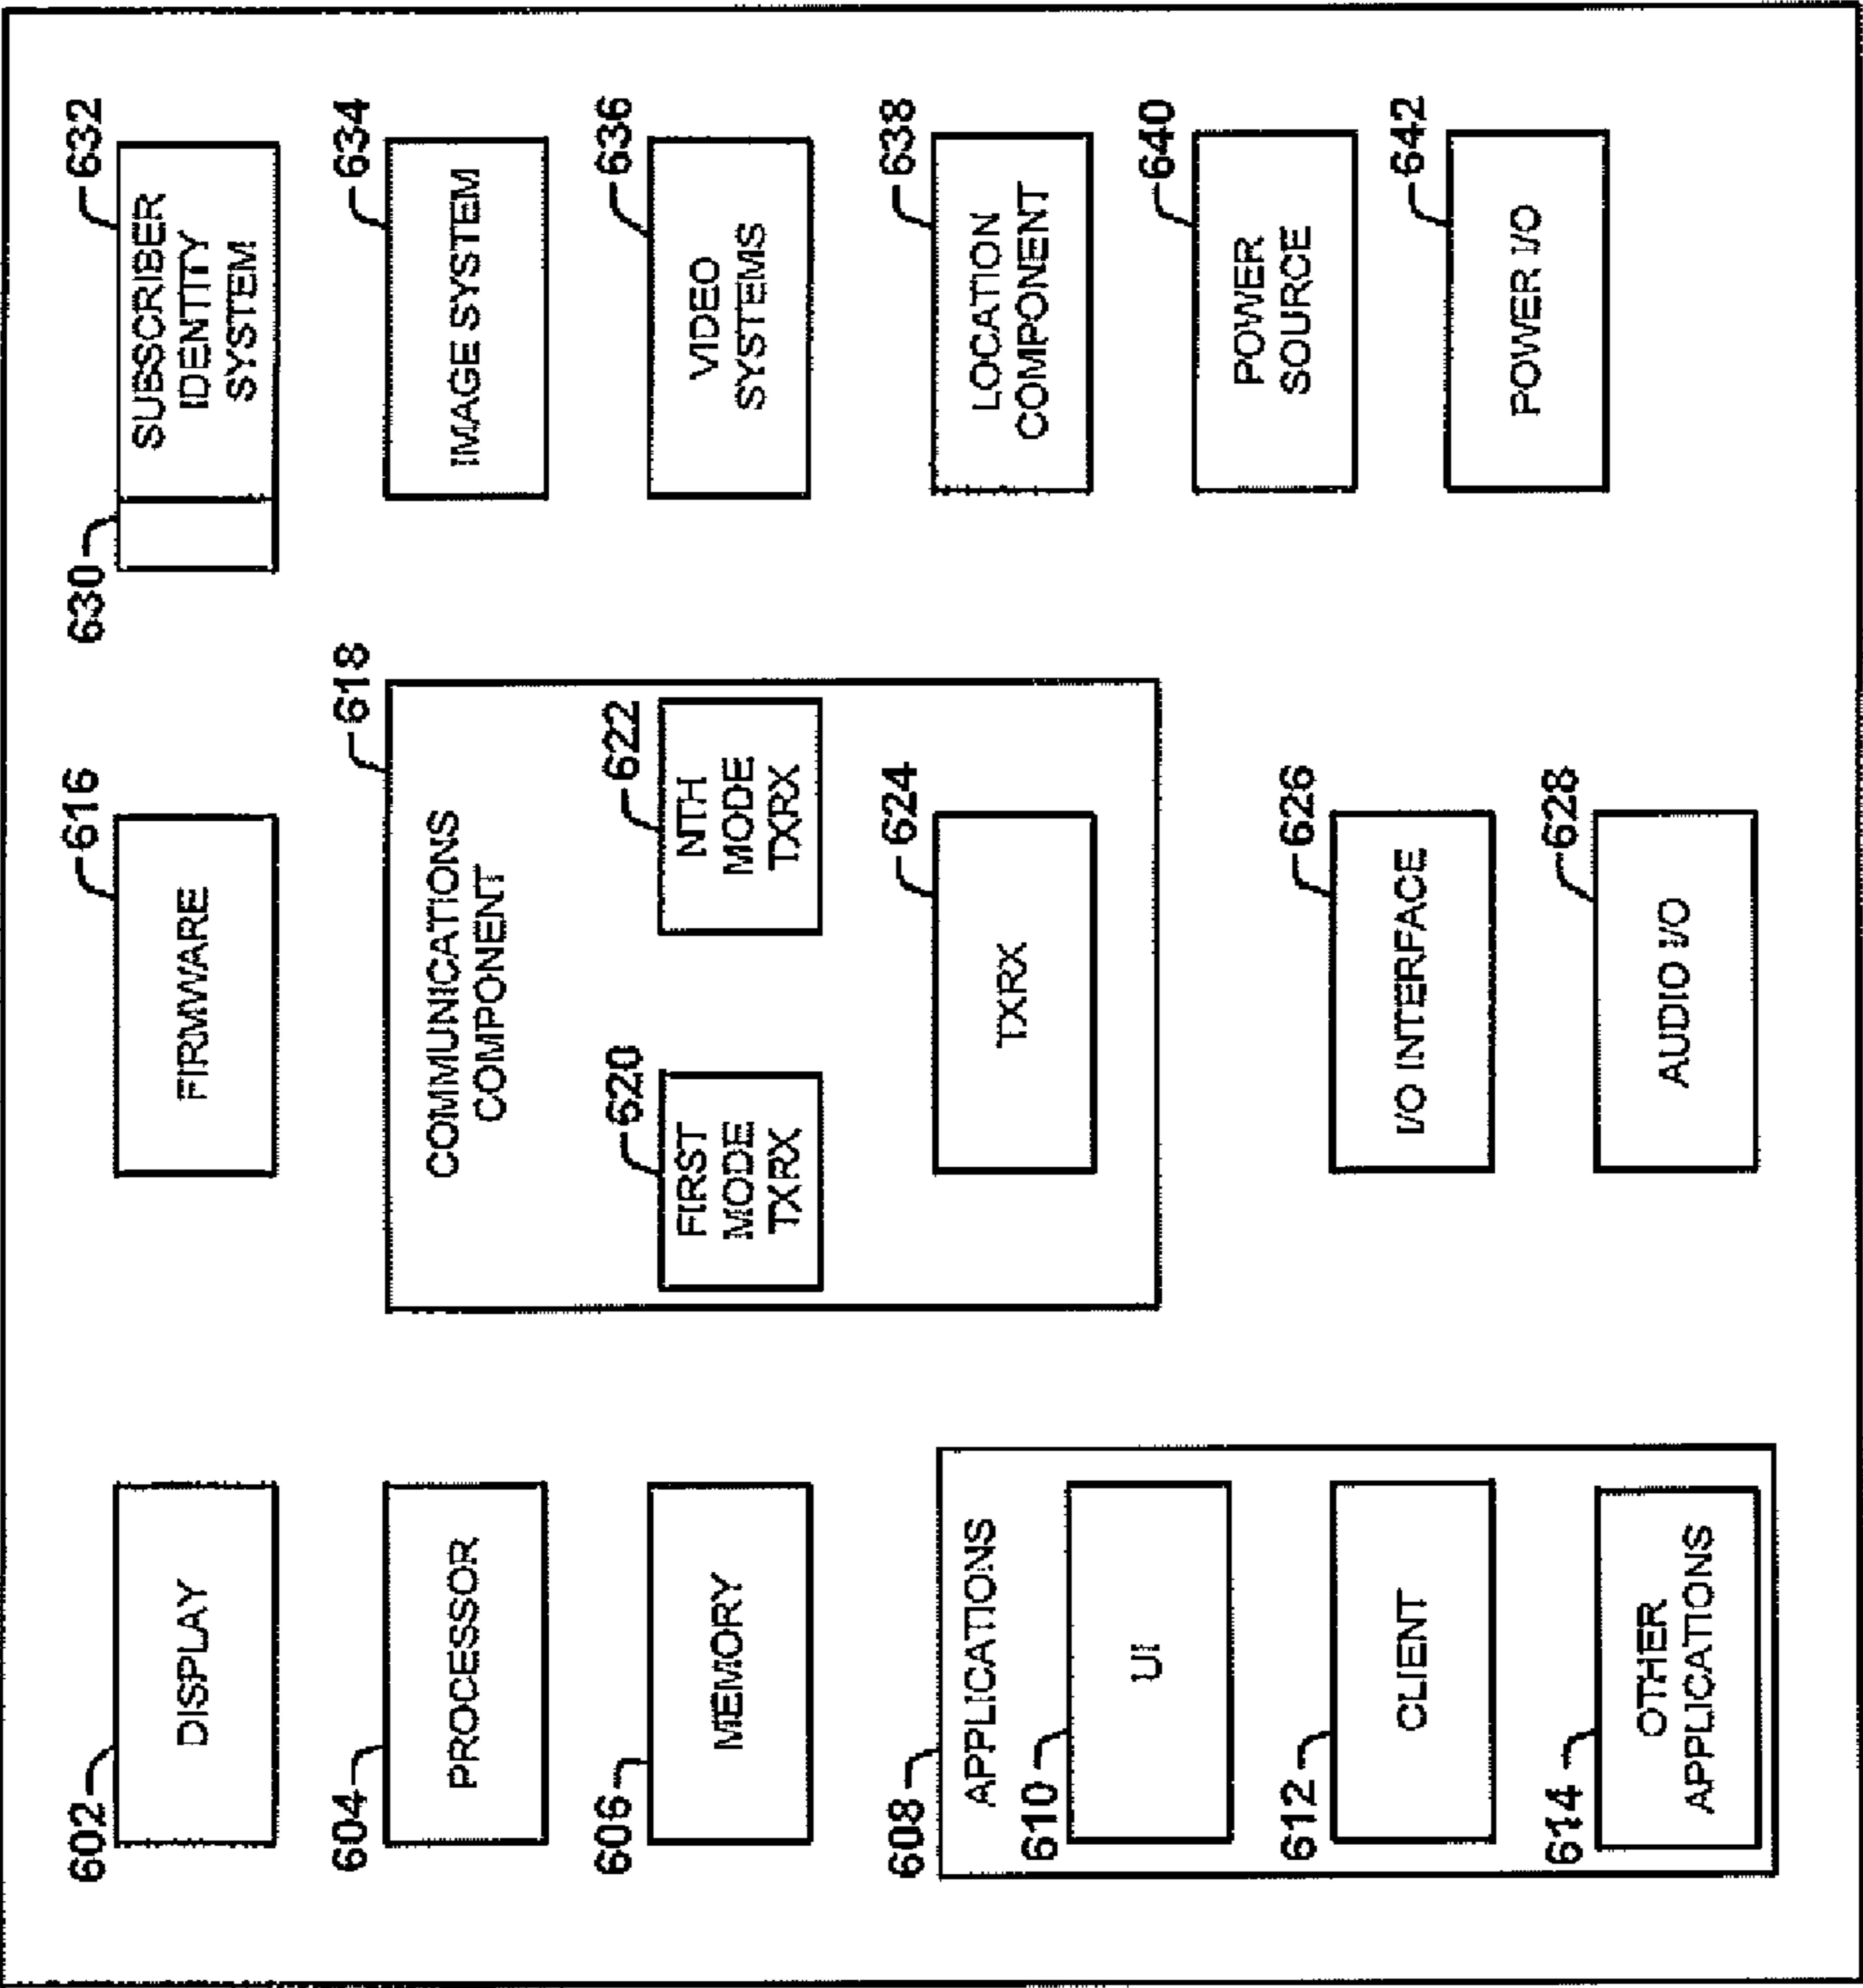 602
DISPLAY
604
PROCESSOR
606
MEMORY
608
APPLICATIONS
610
UI
612
CLIENT
614
OTHER
APPLICATIONS
616
FIRMWARE
618
COMMUNICATIONS
COMPONENT
620
FIRST
MODE
TXRX
622
NTH
MODE
TXRX
624
TXRX
626
I/O INTERFACE
628
AUDIO I/O
630
632
SUBSCRIBER
IDENTITY
SYSTEM
634
IMAGE SYSTEM
636
VIDEO
SYSTEMS
638
LOCATION
COMPONENT
640
POWER
SOURCE
642
POWER I/O